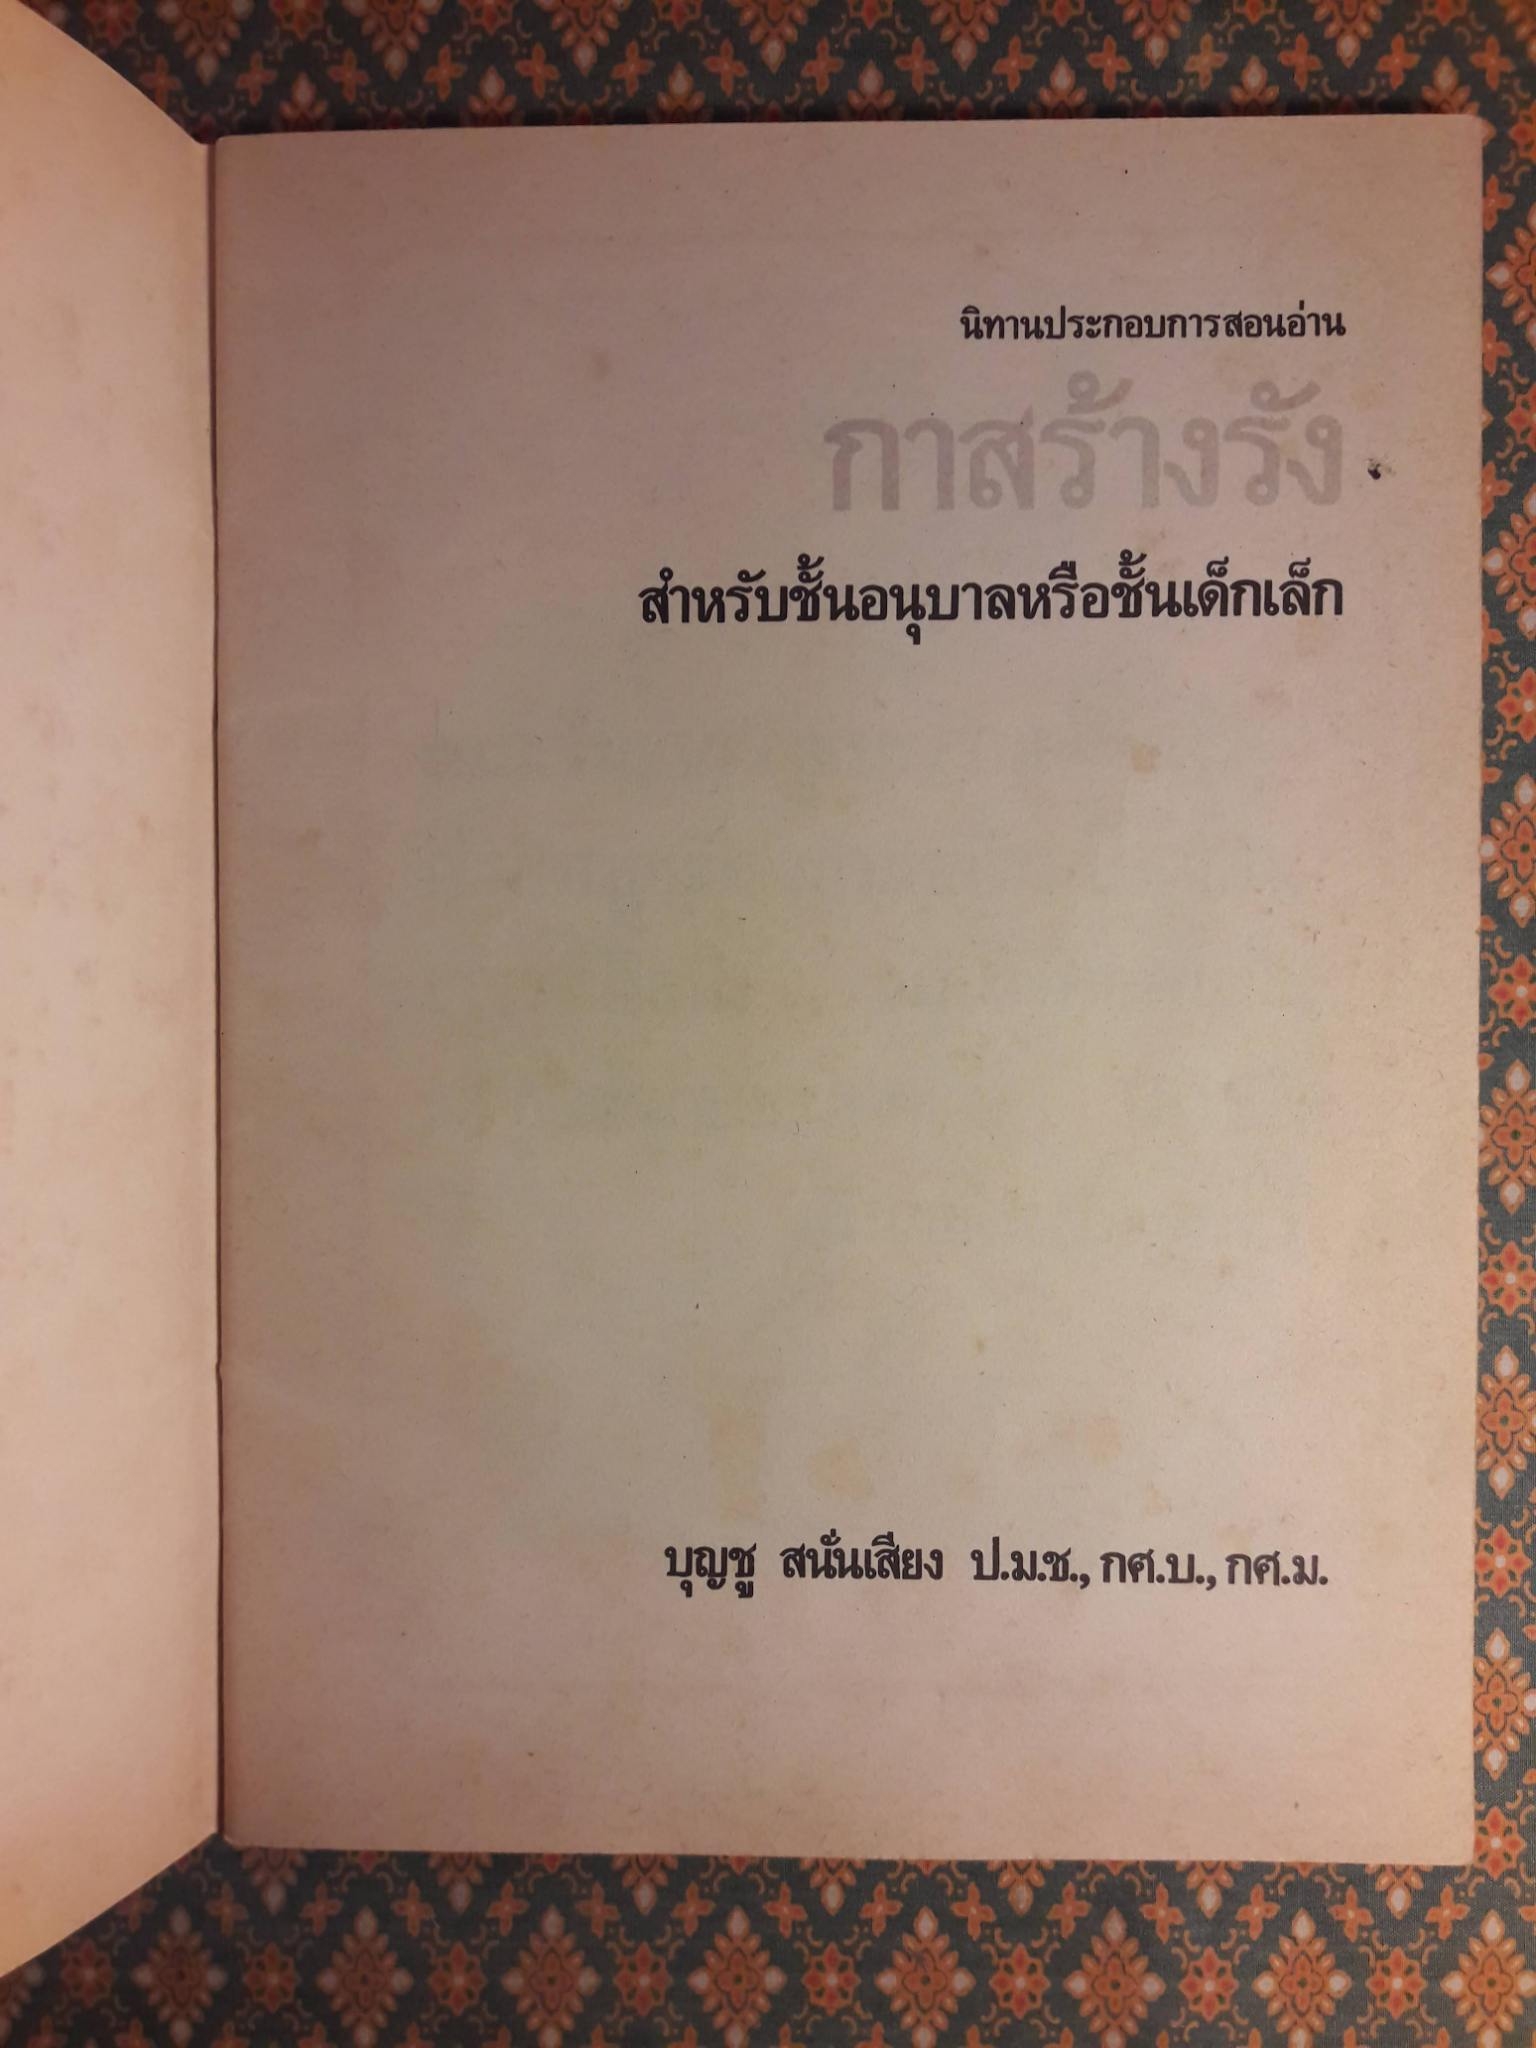 นิทานประกอบการสอนอ่าน
กาสร้างรัง
สำหรับชั้นอนุบาลหรือชั้นเด็กเล็ก
บุญชู สนั่นเสียง ป.ม.ช., กศ.บ., กศ.ม.